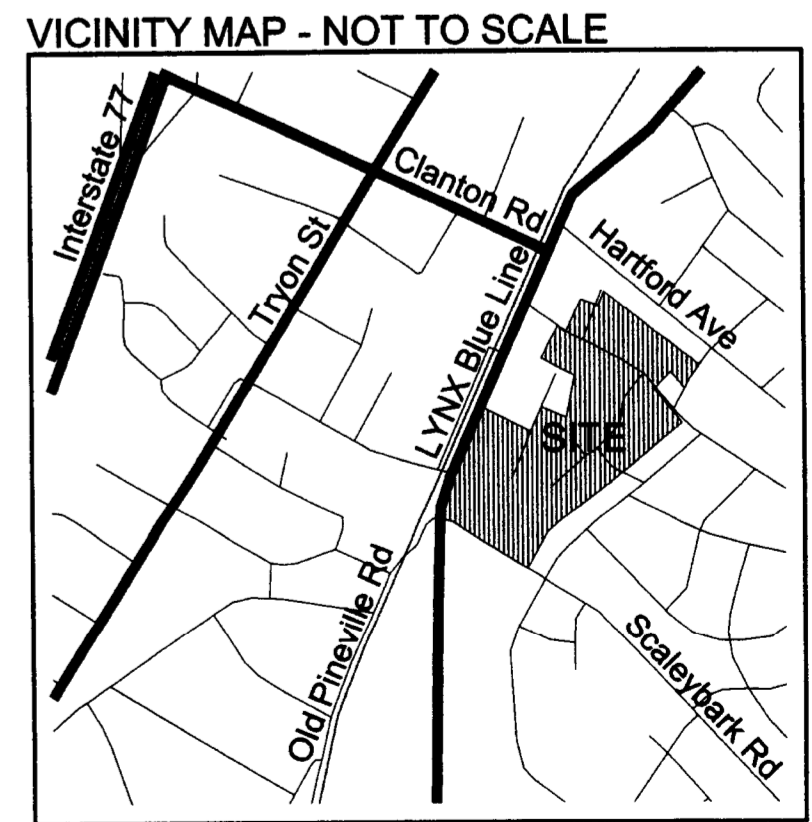 VICINITY MAP - NOT TO SCALE
Interstate 77
Clanton Rd
Tryon St
Hartford Ave
LYNX Blue Line
SITE
Old Pineville Rd
Scaleybark Rd